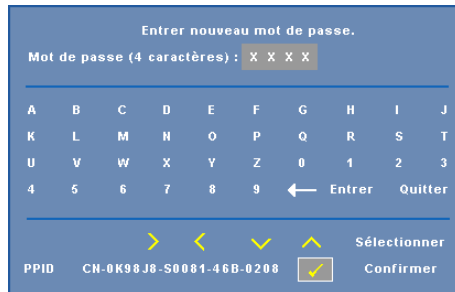 Entrer nouveau mot de passe.
Mot de passe (4 caractères) : X X X X
A B C D E F G H I J
K L M N O P Q R S T
U V W X Y Z 0 1 2 3
4 5 6 7 8 9 Entrer Quitter
Sélectionner
PPID CN-0K98J8-S0081-46B-0208 Confirmer